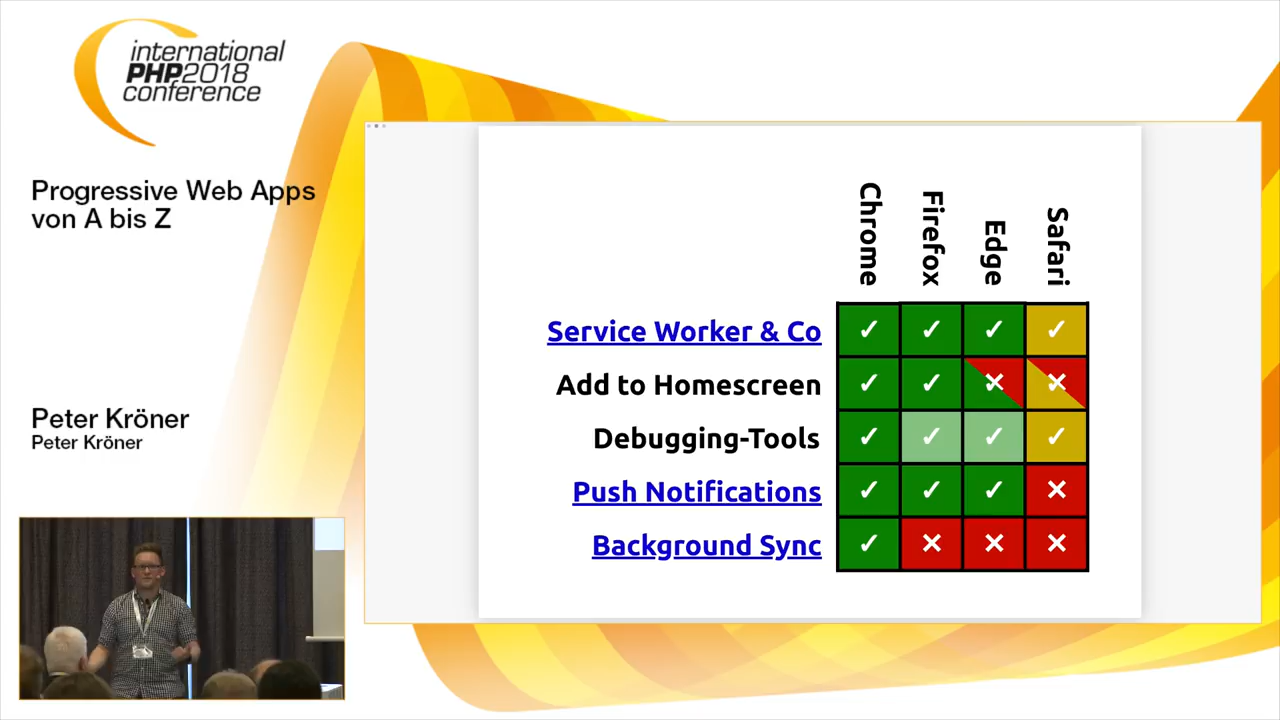 international
PHP2018
conference
Progressive Web Apps
von A bis Z
Peter Kröner
Peter Kröner
Chrome Firefox Edge Safari
Service Worker & Co ✓ ✓ ✓ ✓
Add to Homescreen ✓ ✓ ✕ ✕
Debugging-Tools ✓ ✓ ✓ ✓
Push Notifications ✓ ✓ ✓ ✕
Background Sync ✓ ✕ ✕ ✕